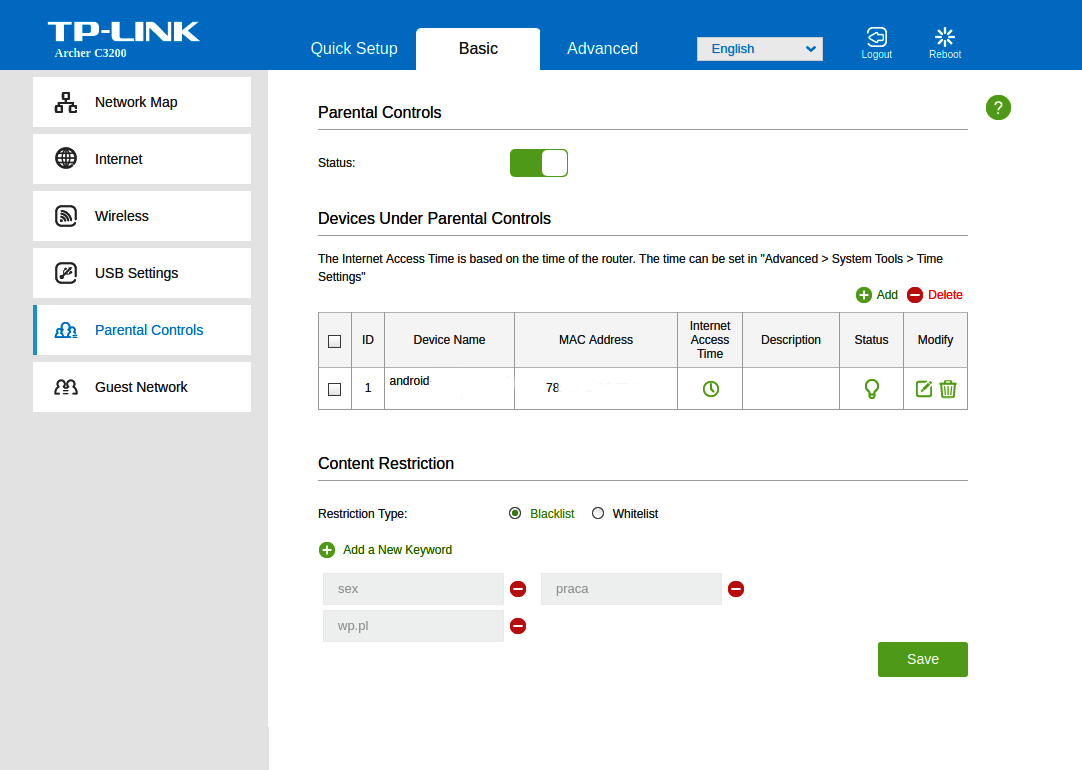 TP-LINK
Archer C3200
Quick Setup
Basic
Advanced
English
Logout
Reboot
Network Map
Internet
Wireless
USB Settings
Parental Controls
Guest Network
Parental Controls
?
Status:
Devices Under Parental Controls
The Internet Access Time is based on the time of the router. The time can be set in "Advanced > System Tools > Time
Settings"
Add Delete
ID Device Name MAC Address Internet Access Time Description Status Modify
1 android 78
Content Restriction
Restriction Type: Blacklist Whitelist
Add a New Keyword
sex praca
wp.pl
Save